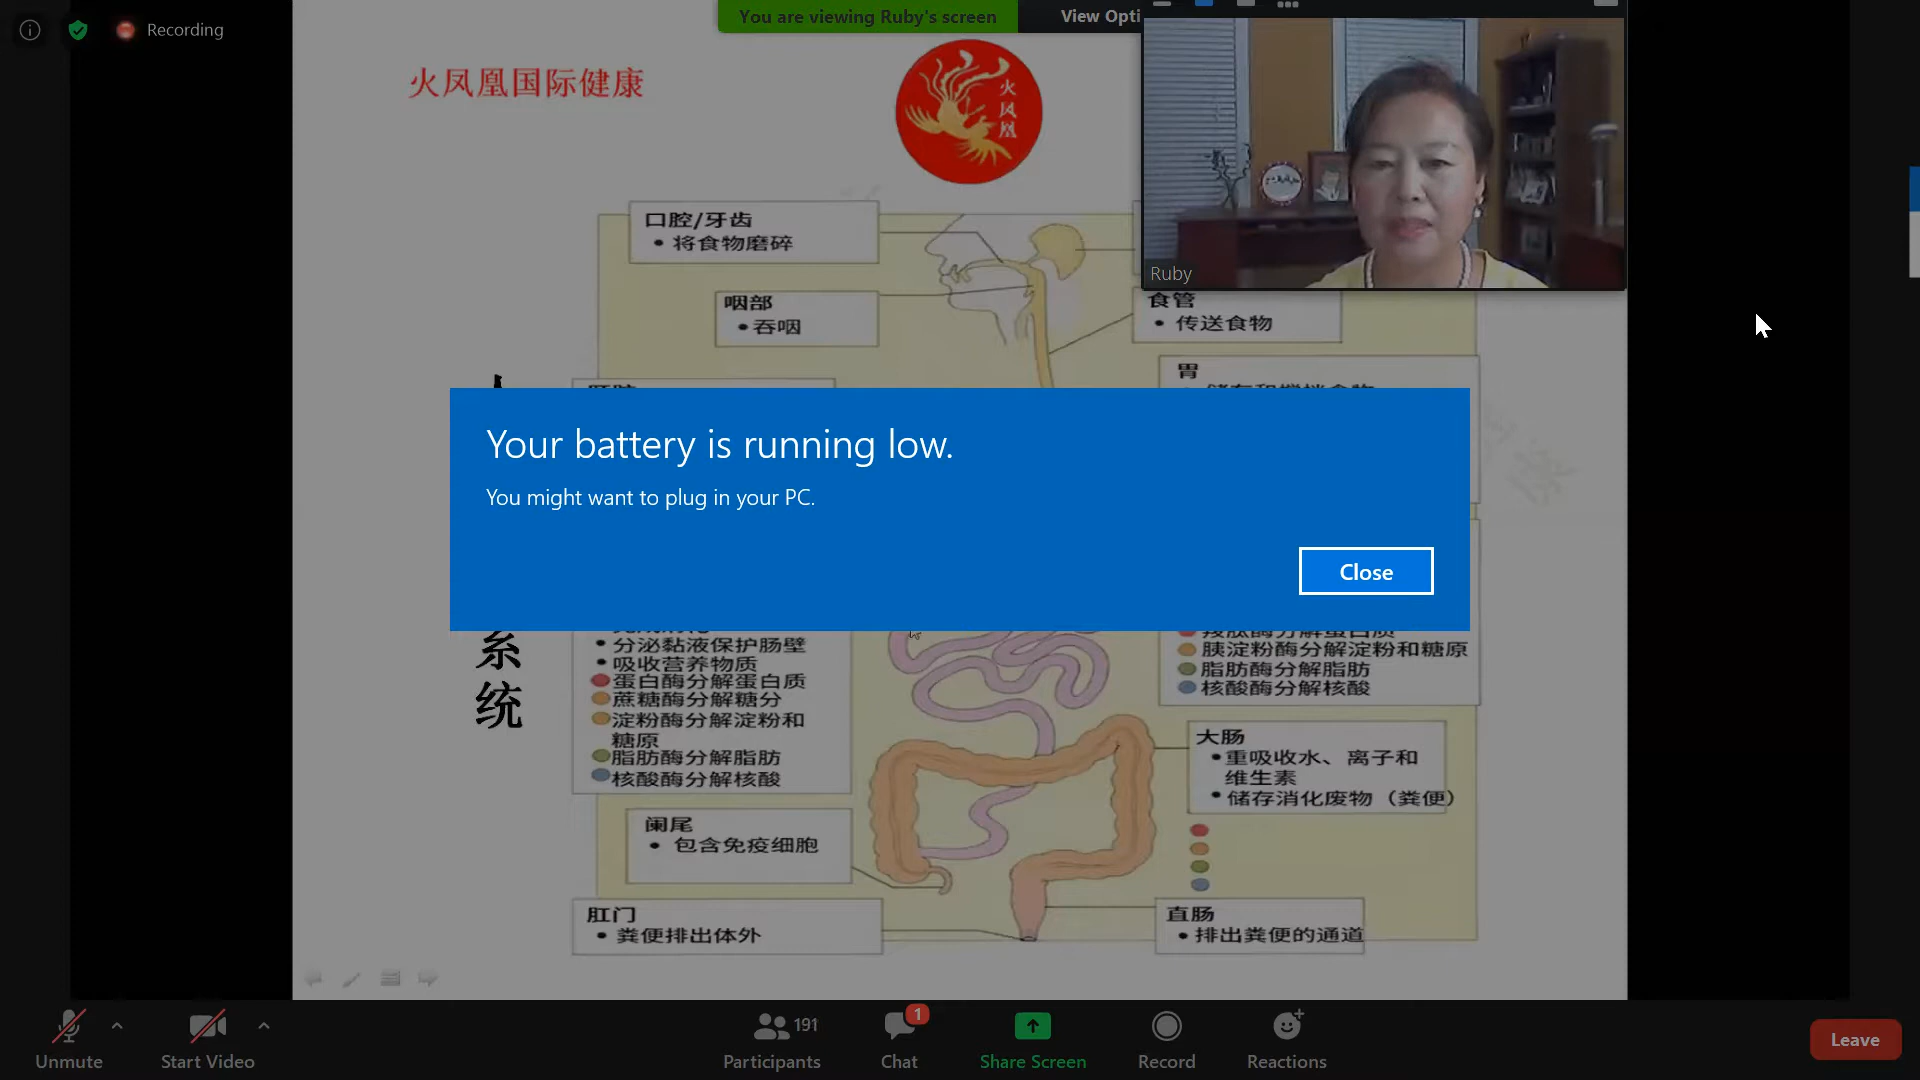 Recording
You are viewing Ruby's screen
View Opti
火凤凰国际健康
火凤凰
Ruby
口腔/牙齿
• 将食物磨碎
咽部
• 吞咽
食管
• 传送食物
胃
Your battery is running low.
You might want to plug in your PC.
Close
系统
• 分泌黏液保护肠壁
• 吸收营养物质
蛋白酶分解蛋白质
蔗糖酶分解糖分
淀粉酶分解淀粉和
糖原
脂肪酶分解脂肪
核酸酶分解核酸
胰淀粉酶分解淀粉和糖原
脂肪酶分解脂肪
核酸酶分解核酸
大肠
• 重吸收水、离子和
维生素
• 储存消化废物（粪便）
阑尾
• 包含免疫细胞
肛门
• 粪便排出体外
直肠
• 排出粪便的通道
Unmute
Start Video
191
Participants
1
Chat
Share Screen
Record
Reactions
Leave